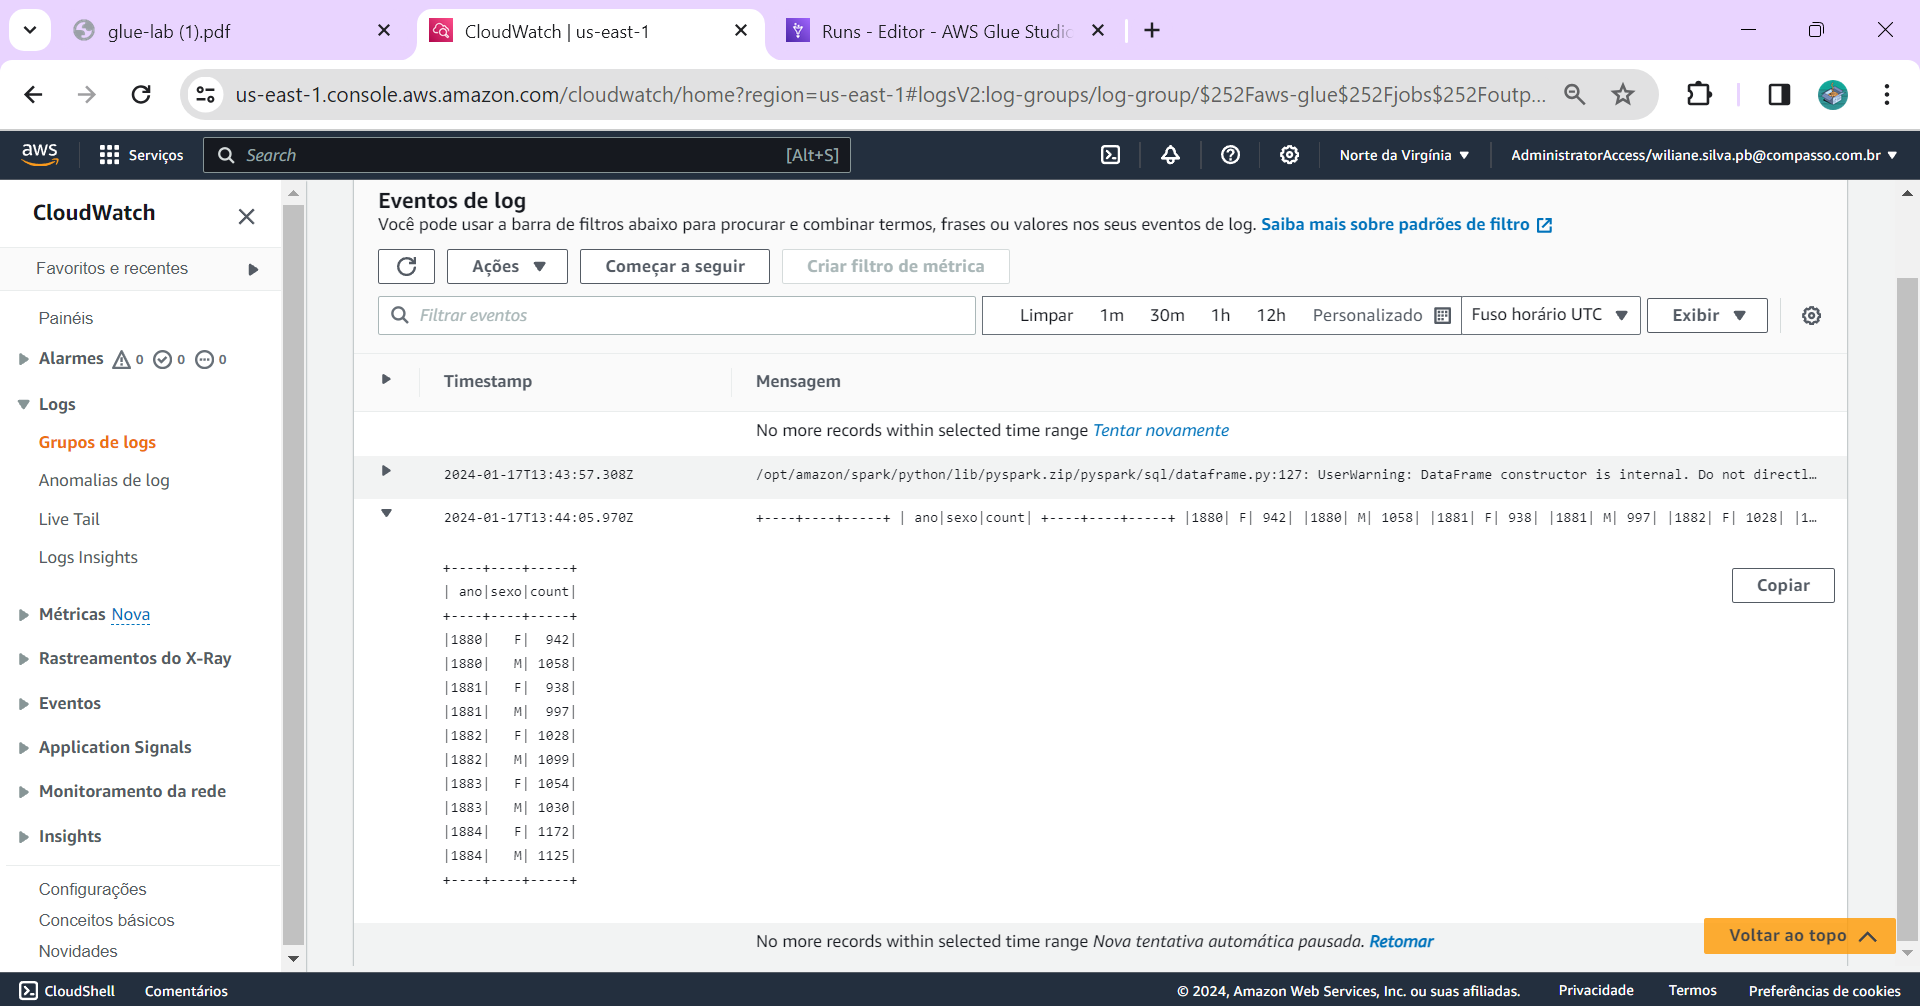 glue-lab (1).pdf
CloudWatch | us-east-1
Runs - Editor - AWS Glue Studio
us-east-1.console.aws.amazon.com/cloudwatch/home?region=us-east-1#logsV2:log-groups/log-group/$252Faws-glue$252Fjobs$252Foutp...
aws
Serviços
Search
[Alt+S]
Norte da Virgínia
AdministratorAccess/wiliane.silva.pb@compasso.com.br
CloudWatch
Favoritos e recentes
Painéis
Alarmes 0 0 0
Logs
Grupos de logs
Anomalias de log
Live Tail
Logs Insights
Métricas Nova
Rastreamentos do X-Ray
Eventos
Application Signals
Monitoramento da rede
Insights
Configurações
Conceitos básicos
Novidades
Eventos de log
Você pode usar a barra de filtros abaixo para procurar e combinar termos, frases ou valores nos seus eventos de log. Saiba mais sobre padrões de filtro
Ações
Começar a seguir
Criar filtro de métrica
Filtrar eventos
Limpar 1m 30m 1h 12h Personalizado
Fuso horário UTC
Exibir
Timestamp Mensagem
No more records within selected time range Tentar novamente
2024-01-17T13:43:57.308Z /opt/amazon/spark/python/lib/pyspark.zip/pyspark/sql/dataframe.py:127: UserWarning: DataFrame constructor is internal. Do not directl…
2024-01-17T13:44:05.970Z +----+----+-----+ | ano|sexo|count| +----+----+-----+ |1880| F| 942| |1880| M| 1058| |1881| F| 938| |1881| M| 997| |1882| F| 1028| |1…
+----+----+-----+
| ano|sexo|count|
+----+----+-----+
|1880|   F|  942|
|1880|   M| 1058|
|1881|   F|  938|
|1881|   M|  997|
|1882|   F| 1028|
|1882|   M| 1099|
|1883|   F| 1054|
|1883|   M| 1030|
|1884|   F| 1172|
|1884|   M| 1125|
+----+----+-----+
Copiar
No more records within selected time range Nova tentativa automática pausada. Retomar
Voltar ao topo
CloudShell
Comentários
© 2024, Amazon Web Services, Inc. ou suas afiliadas.
Privacidade
Termos
Preferências de cookies